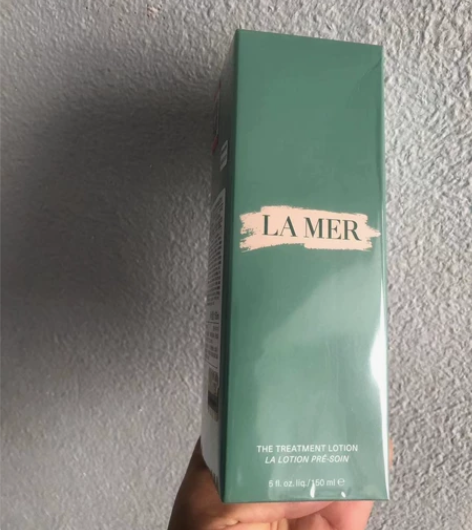 LA MER
THE TREATMENT LOTION
LA LOTION PRÉ-SOIN
5 fl.oz.liq./150 ml ℮